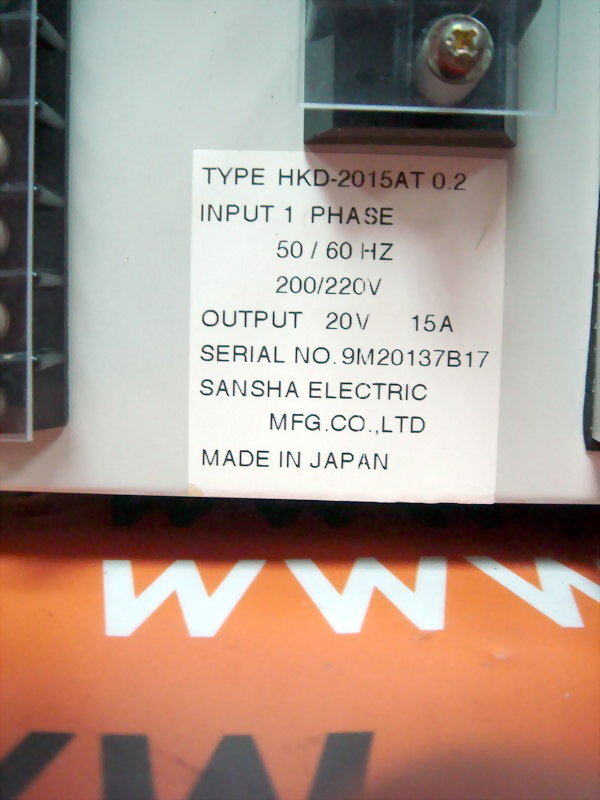 TYPE HKD-2015AT 0.2
INPUT 1 PHASE
50 / 60 HZ
200/220V
OUTPUT 20V 15A
SERIAL NO. 9M20137B17
SANSHA ELECTRIC
MFG.CO.,LTD
MADE IN JAPAN
WWW